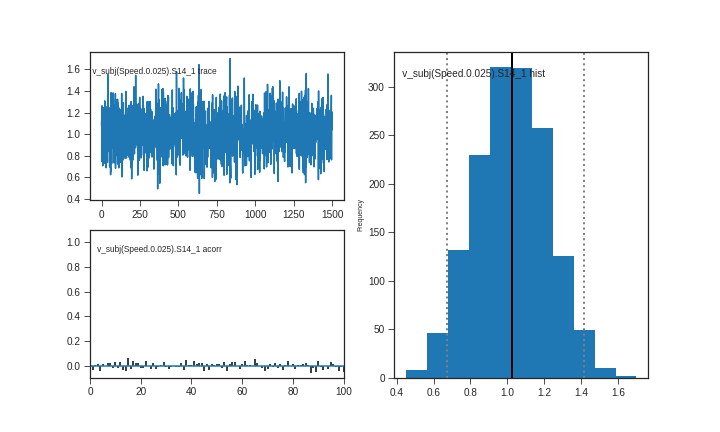 v_subj(Speed.0.025).S14_1 trace
1.6
1.4
1.2
1.0
0.8
0.6
0.4
0 250 500 750 1000 1250 1500
v_subj(Speed.0.025).S14_1 acorr
1.0
0.8
0.6
0.4
0.2
0.0
0 20 40 60 80 100
v_subj(Speed.0.025).S14_1 hist
Frequency
300
250
200
150
100
50
0
0.4 0.6 0.8 1.0 1.2 1.4 1.6